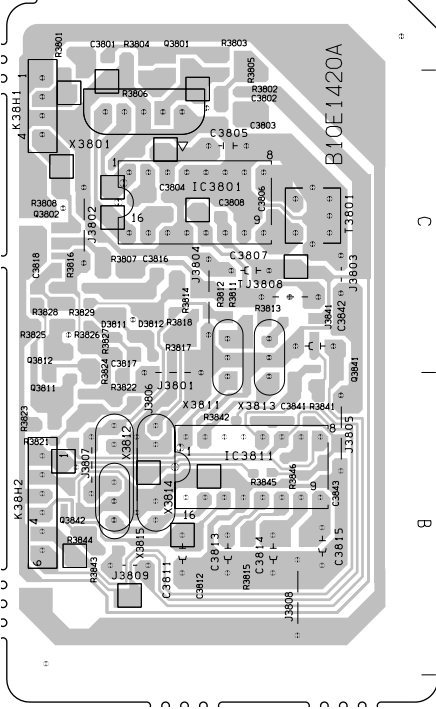 R3801
C3801
R3804
Q3801
R3803
R3805
R3802
C3802
R3806
1
K38H1
4
B10E1420A
C3803
C3805
X3801
8
1
C3804
IC3801
C3806
C3808
R3808
Q3802
J3802
16
9
T3801
C
C3818
R3816
R3807
C3816
J3804
C3807
J3803
TJ3808
R3812
R3811
R3814
R3813
R3828
R3829
D3811
D3812
R3818
J3841
C3842
R3825
R3826
R3827
R3817
Q3812
C3817
R3824
Q3841
Q3811
R3822
J3801
J3806
X3811
X3813
C3841
R3841
R3842
R3823
R3821
X3812
J3805
8
1
J3807
1
IC3811
R3846
R3845
9
C3843
K38H2
X3814
4
16
Q3842
R3844
X3815
C3813
C3814
C3815
B
6
R3843
J3809
C3811
C3812
R3815
J3808